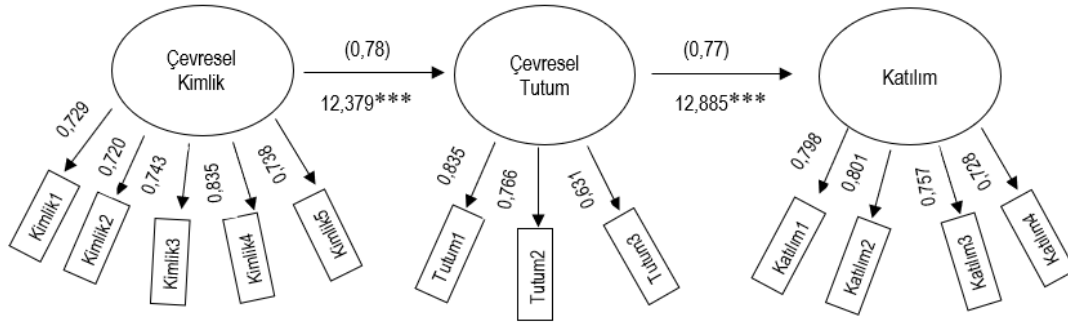 Çevresel
Kimlik
(0,78)
12,379***
Çevresel
Tutum
(0,77)
12,885***
Katılım
0,729
0,720
0,743
0,835
0,738
0,835
0,766
0,631
0,798
0,801
0,757
0,728
Kimlik1
Kimlik2
Kimlik3
Kimlik4
Kimlik5
Tutum1
Tutum2
Tutum3
Katılım1
Katılım2
Katılım3
Katılım4